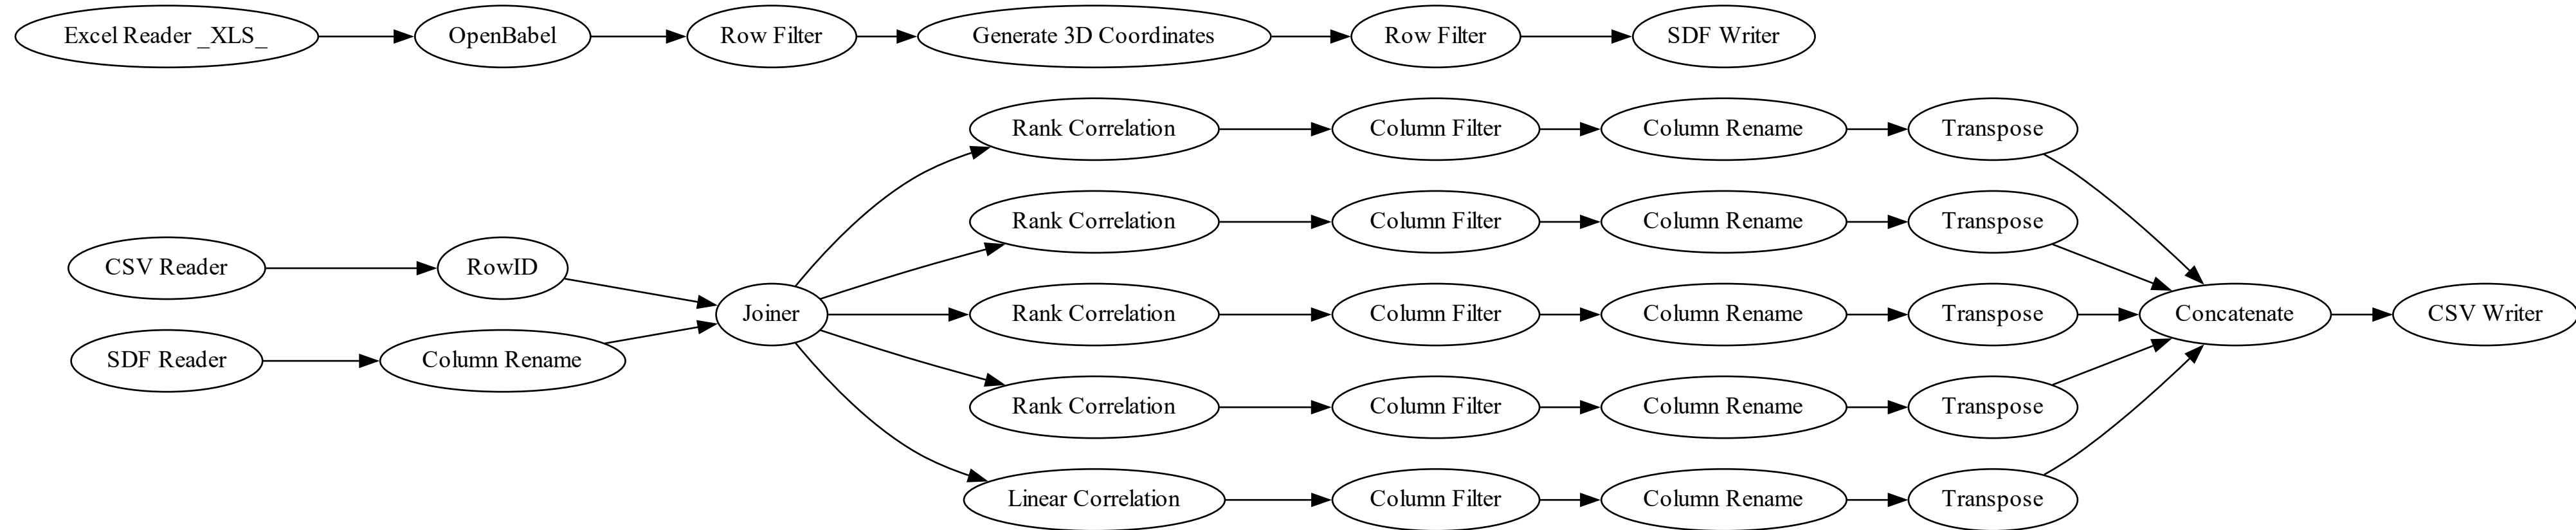 Excel Reader _XLS_
OpenBabel
Row Filter
Generate 3D Coordinates
Row Filter
SDF Writer
Rank Correlation
Column Filter
Column Rename
Transpose
Rank Correlation
Column Filter
Column Rename
Transpose
CSV Reader
RowID
Joiner
Rank Correlation
Column Filter
Column Rename
Transpose
Concatenate
CSV Writer
SDF Reader
Column Rename
Rank Correlation
Column Filter
Column Rename
Transpose
Linear Correlation
Column Filter
Column Rename
Transpose